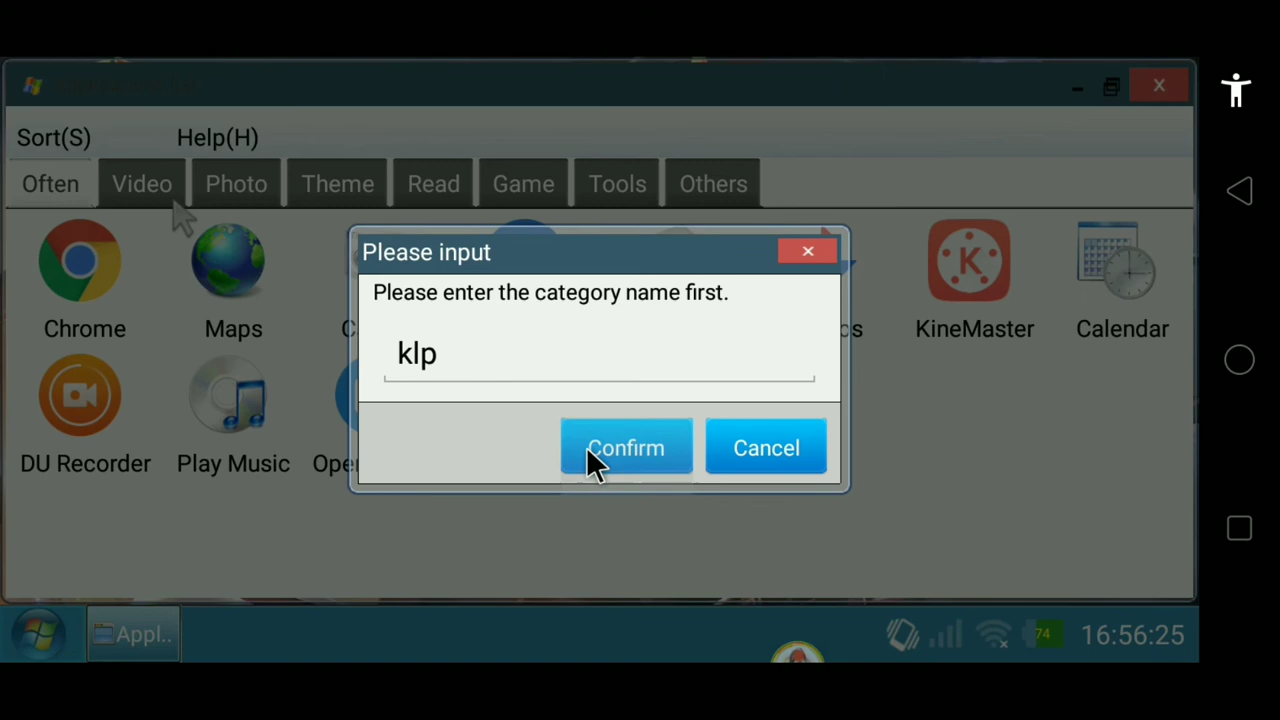 Sort(S) Help(H)
Often Video Photo Theme Read Game Tools Others
Please input
Please enter the category name first.
klp
Confirm Cancel
Chrome Maps KineMaster Calendar
DU Recorder Play Music
Appl.. 74 16:56:25